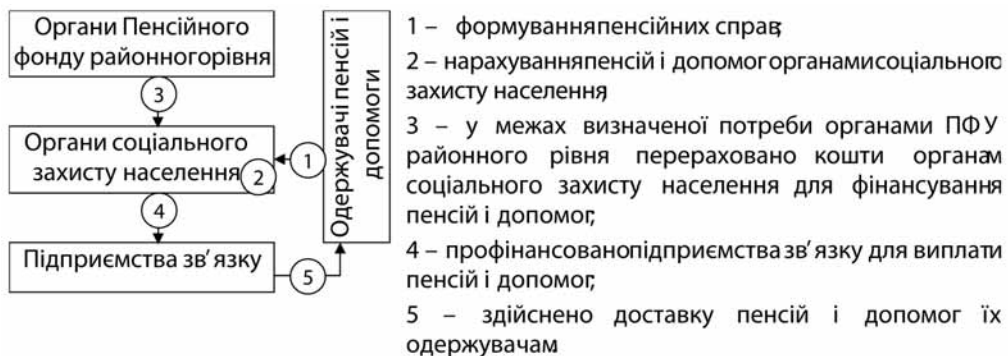 Органи Пенсійного
фонду районногорівня
3
Органи соціального
захисту населення
2
1
4
Підприємства зв’язку
5
Одержувачі пенсій і
допомоги
1 – формуванняпенсійних справ;
2 – нарахуванняпенсій і допомогорганамисоціального
захисту населення;
3 – у межах визначеної потреби органами ПФУ
районного рівня перераховано кошти органам
соціального захисту населення для фінансування
пенсій і допомог;
4 – профінансованопідприємствазв’язку для виплати
пенсій і допомог;
5 – здійснено доставку пенсій і допомог їх
одержувачам